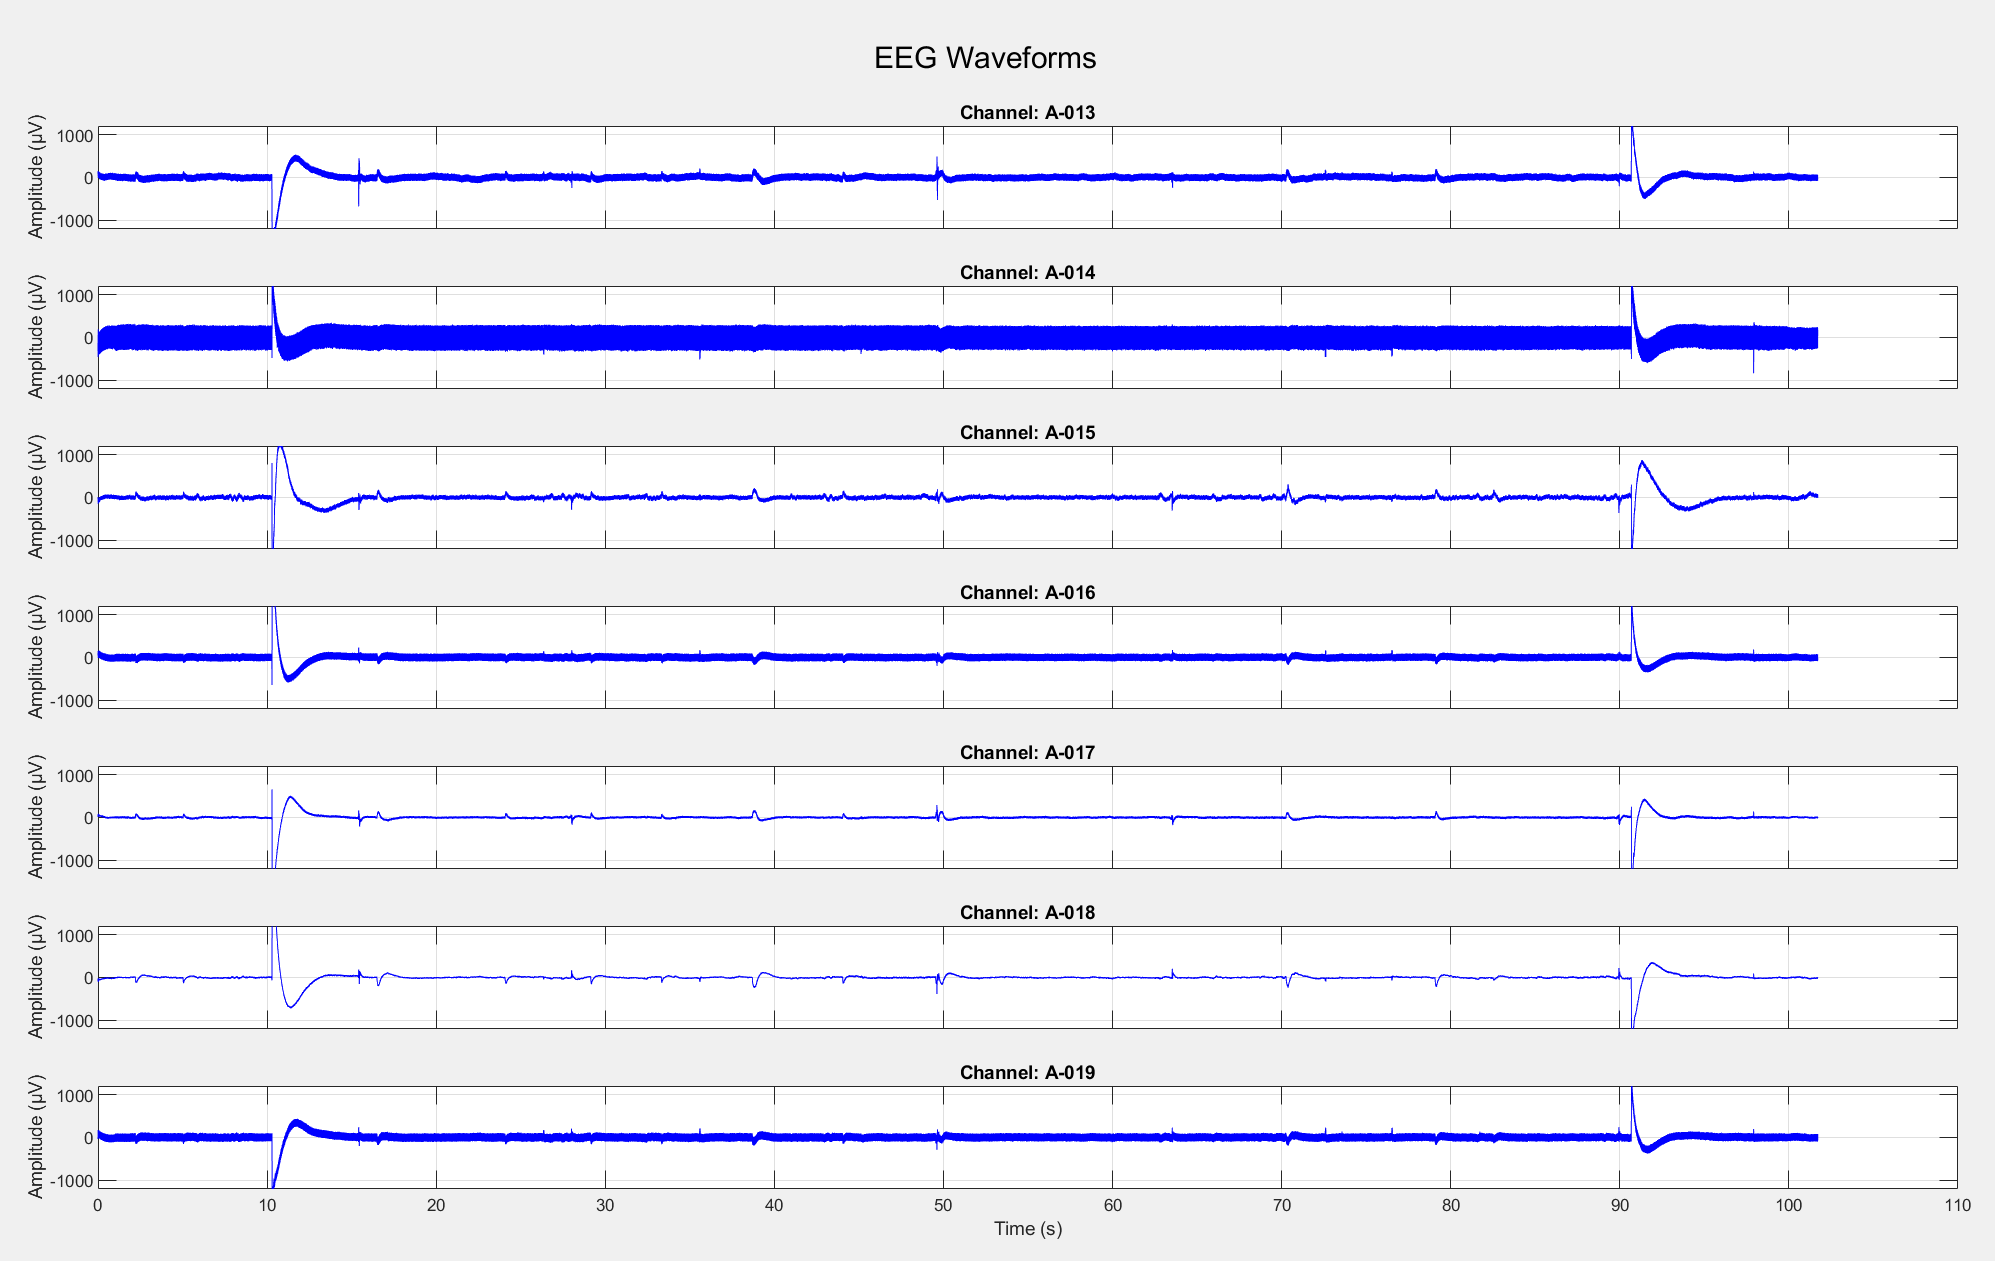 EEG Waveforms
Channel: A-013
Amplitude (µV)
1000
0
-1000
Channel: A-014
Amplitude (µV)
1000
0
-1000
Channel: A-015
Amplitude (µV)
1000
0
-1000
Channel: A-016
Amplitude (µV)
1000
0
-1000
Channel: A-017
Amplitude (µV)
1000
0
-1000
Channel: A-018
Amplitude (µV)
1000
0
-1000
Channel: A-019
Amplitude (µV)
1000
0
-1000
0 10 20 30 40 50 60 70 80 90 100 110
Time (s)